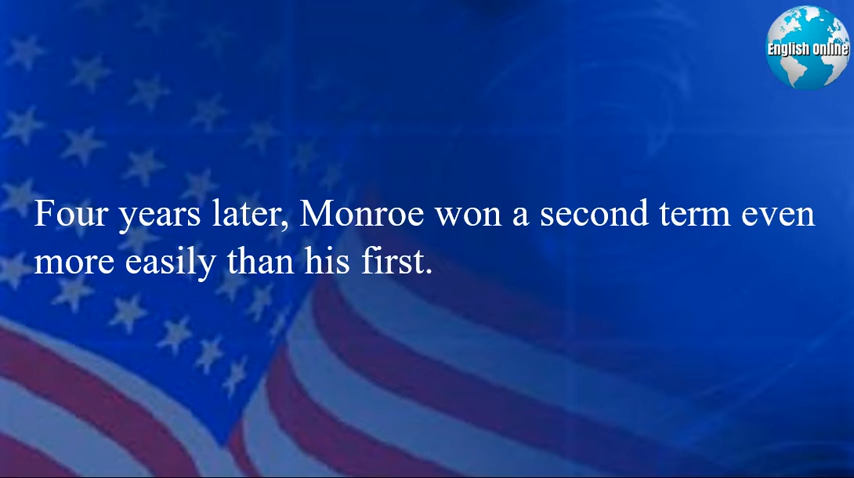 English Online
Four years later, Monroe won a second term even
more easily than his first.